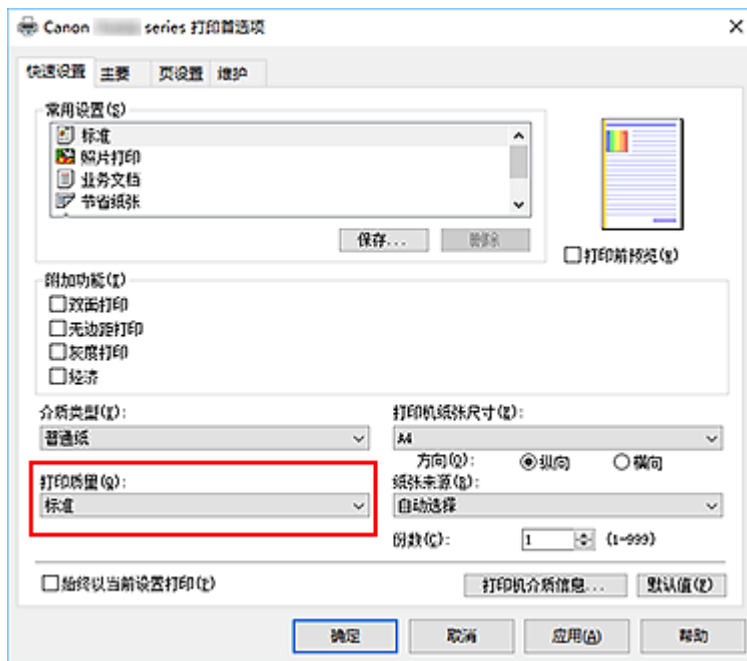 Canon series 打印首选项
快速设置 主要 页设置 维护
常用设置(S)
标准
照片打印
业务文档
节省纸张
保存... 删除
打印前预览(W)
附加功能(I)
双面打印
无边距打印
灰度打印
经济
介质类型(Y): 打印机纸张尺寸(Z):
普通纸 A4
方向(O): 纵向 横向
打印质量(Q): 纸张来源(R):
标准 自动选择
份数(C): 1 (1-999)
始终以当前设置打印(P)
打印机介质信息... 默认值(F)
确定 取消 应用(A) 帮助